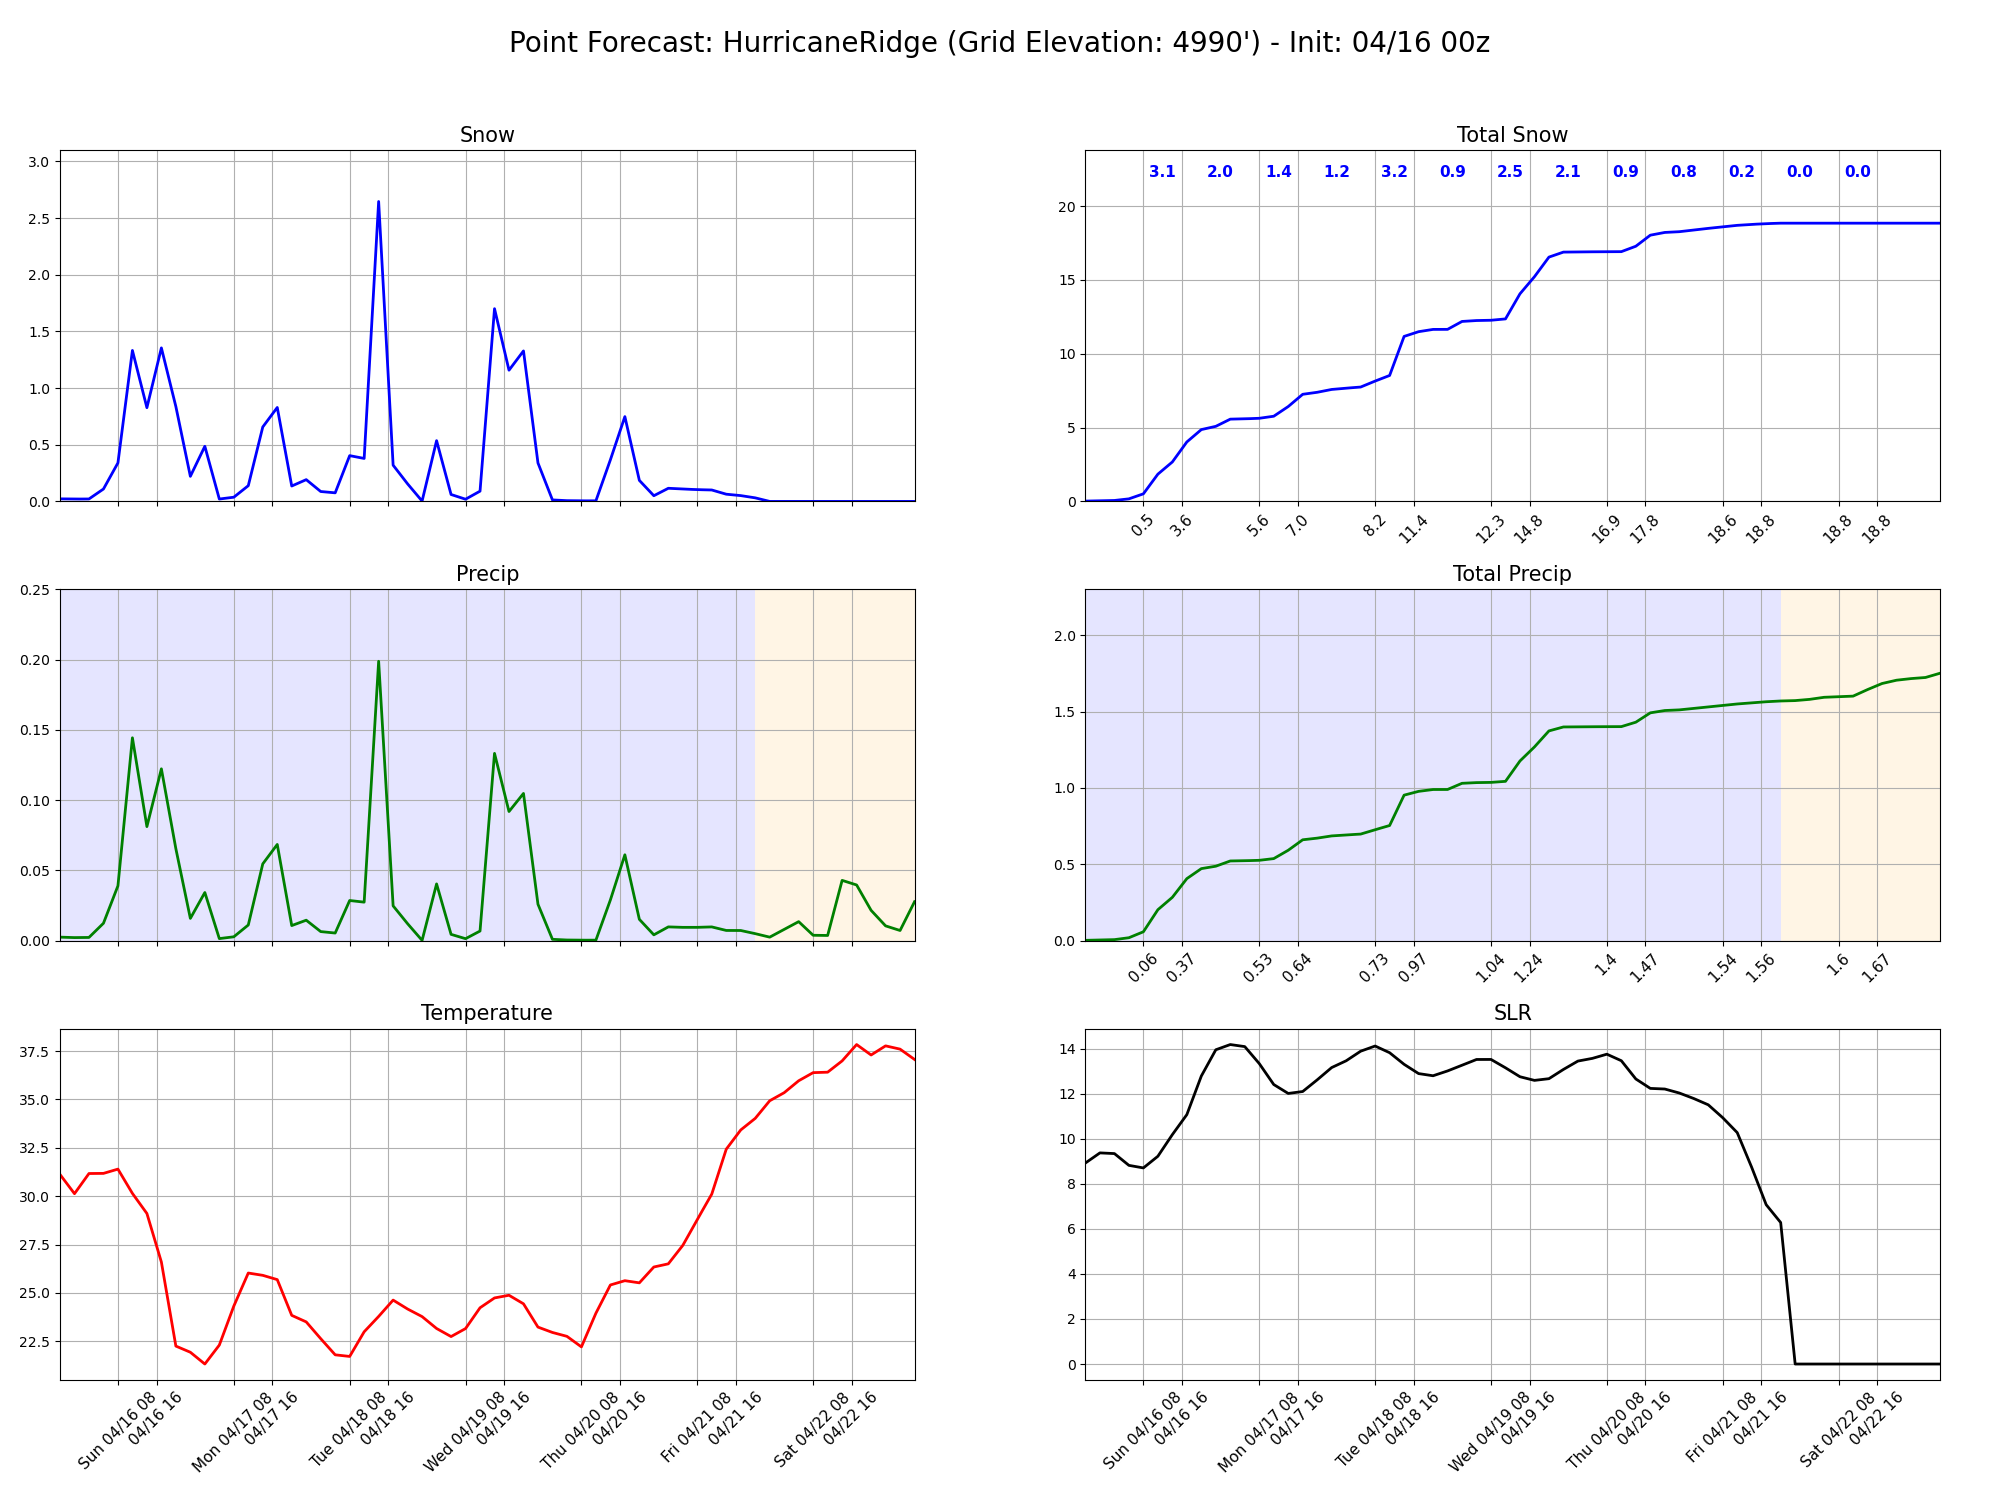 Point Forecast: HurricaneRidge (Grid Elevation: 4990') - Init: 04/16 00z
Snow
3.0
2.5
2.0
1.5
1.0
0.5
0.0
Total Snow
3.1 2.0 1.4 1.2 3.2 0.9 2.5 2.1 0.9 0.8 0.2 0.0 0.0
20
15
10
5
0
0.5 3.6 5.6 7.0 8.2 11.4 12.3 14.8 16.9 17.8 18.6 18.8 18.8 18.8
Precip
0.25
0.20
0.15
0.10
0.05
0.00
Total Precip
2.0
1.5
1.0
0.5
0.0
0.06 0.37 0.53 0.64 0.73 0.97 1.04 1.24 1.4 1.47 1.54 1.56 1.6 1.67
Temperature
37.5
35.0
32.5
30.0
27.5
25.0
22.5
Sun 04/16 08
04/16 16
Mon 04/17 08
04/17 16
Tue 04/18 08
04/18 16
Wed 04/19 08
04/19 16
Thu 04/20 08
04/20 16
Fri 04/21 08
04/21 16
Sat 04/22 08
04/22 16
SLR
14
12
10
8
6
4
2
0
Sun 04/16 08
04/16 16
Mon 04/17 08
04/17 16
Tue 04/18 08
04/18 16
Wed 04/19 08
04/19 16
Thu 04/20 08
04/20 16
Fri 04/21 08
04/21 16
Sat 04/22 08
04/22 16